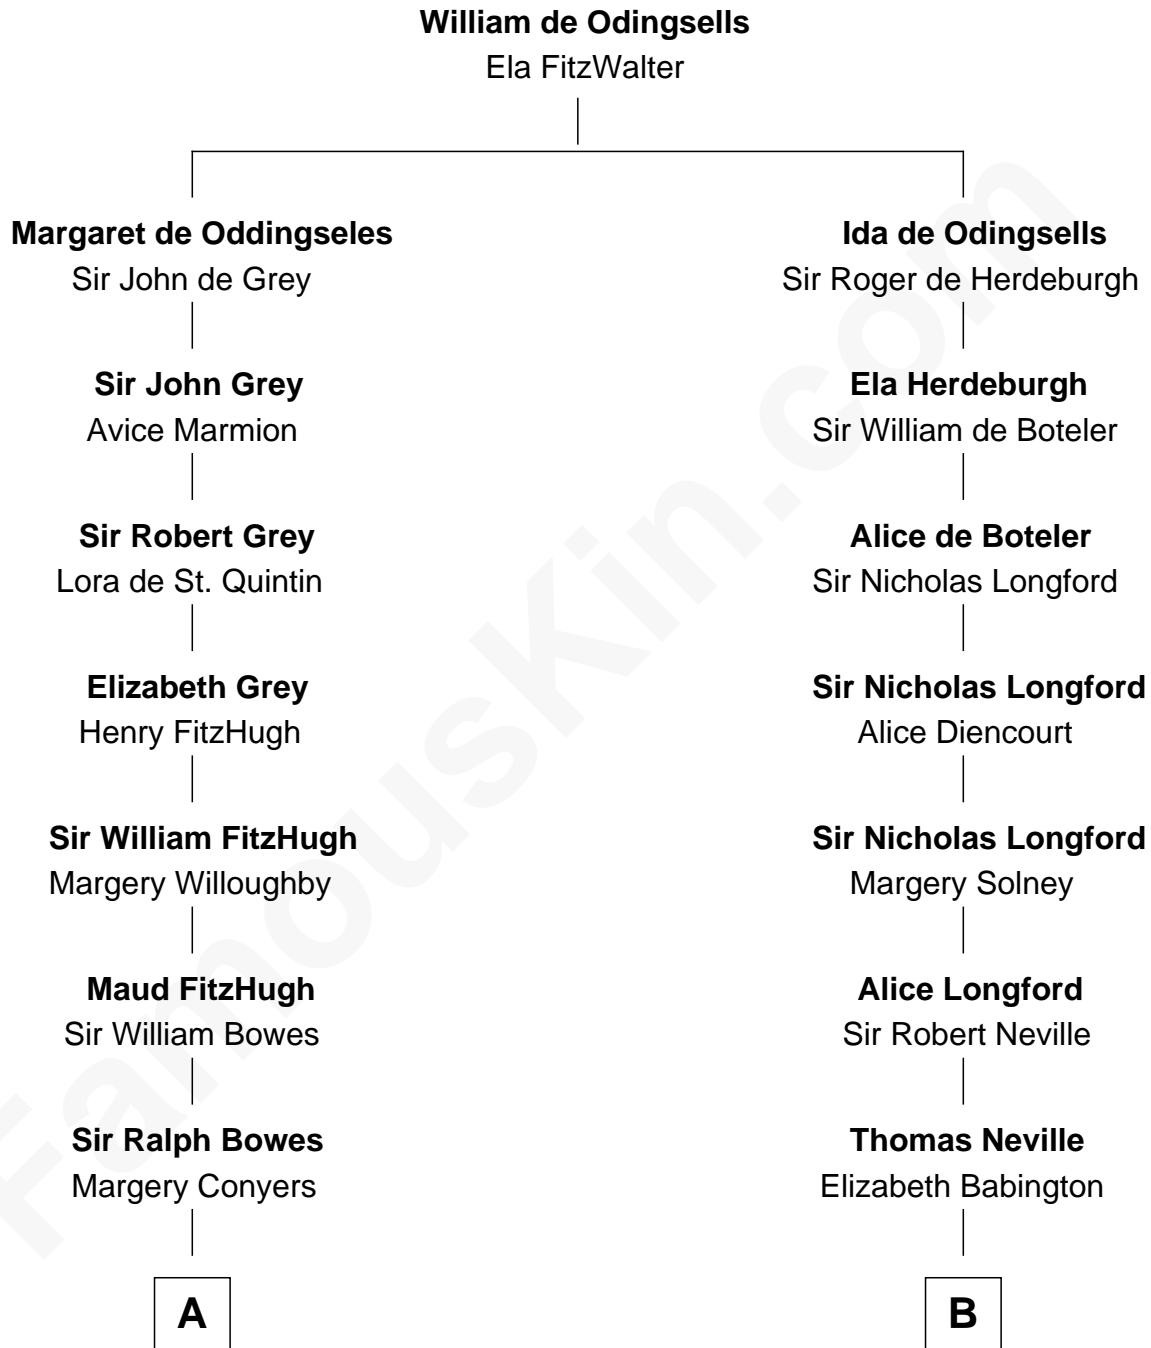 William de Odingsells
Ela FitzWalter
Margaret de Oddingseles
Sir John de Grey
Ida de Odingsells
Sir Roger de Herdeburgh
Sir John Grey
Avice Marmion
Ela Herdeburgh
Sir William de Boteler
Sir Robert Grey
Lora de St. Quintin
Alice de Boteler
Sir Nicholas Longford
Elizabeth Grey
Henry FitzHugh
Sir Nicholas Longford
Alice Diencourt
Sir William FitzHugh
Margery Willoughby
Sir Nicholas Longford
Margery Solney
Maud FitzHugh
Sir William Bowes
Alice Longford
Sir Robert Neville
Sir Ralph Bowes
Margery Conyers
Thomas Neville
Elizabeth Babington
A
B
FamousKin.com